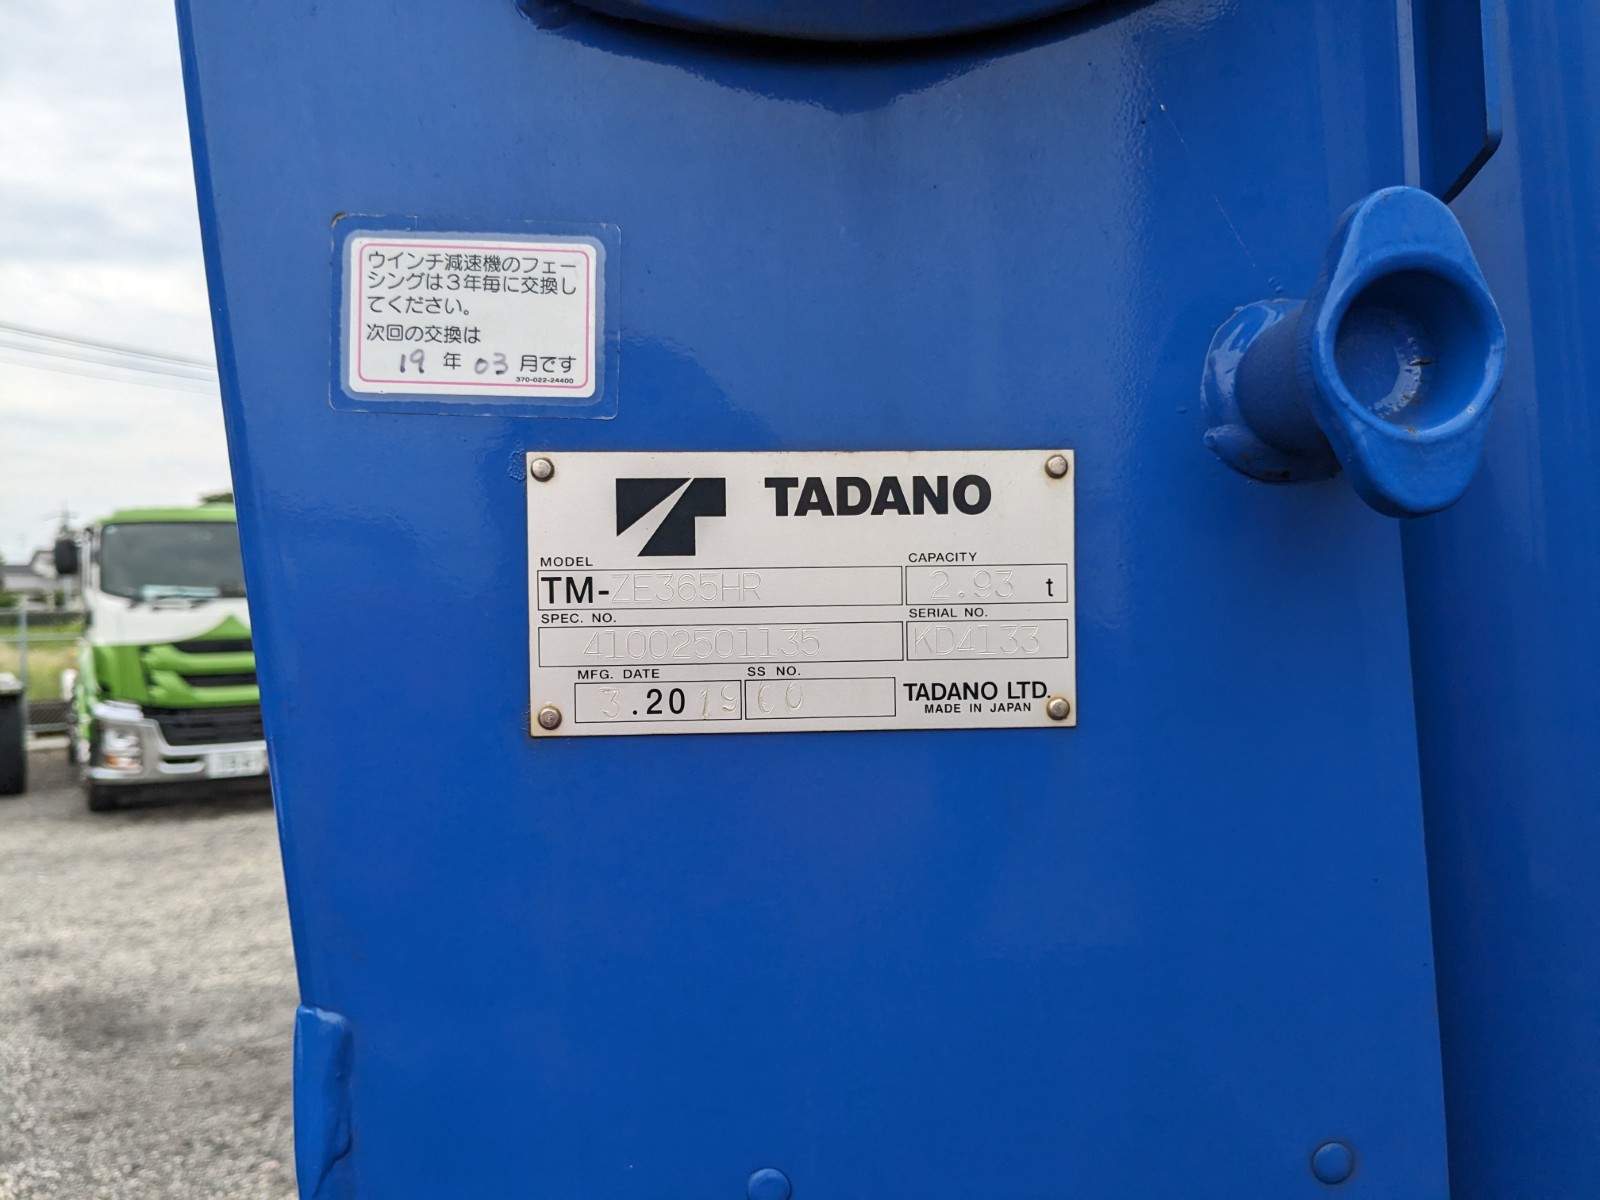 ウインチ減速機のフェー
シングは3年毎に交換し
てください。
次回の交換は
19 年 03 月です
370-022-24400
TADANO
MODEL
CAPACITY
TM-ZE365HR
2.93 t
SPEC. NO.
SERIAL NO.
41002501135
KD4133
MFG. DATE
SS NO.
3.2019
TADANO LTD.
MADE IN JAPAN